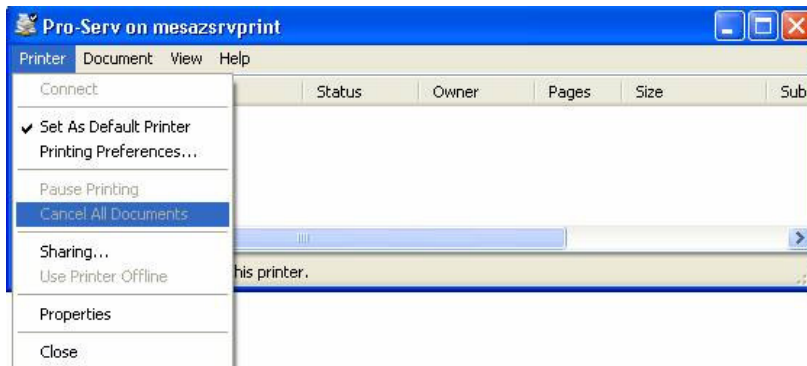 Pro-Serv on mesazsrvprint
Printer Document View Help
Status Owner Pages Size Sub
Connect
Set As Default Printer
Printing Preferences...
Pause Printing
Cancel All Documents
Sharing...
Use Printer Offline
his printer.
Properties
Close